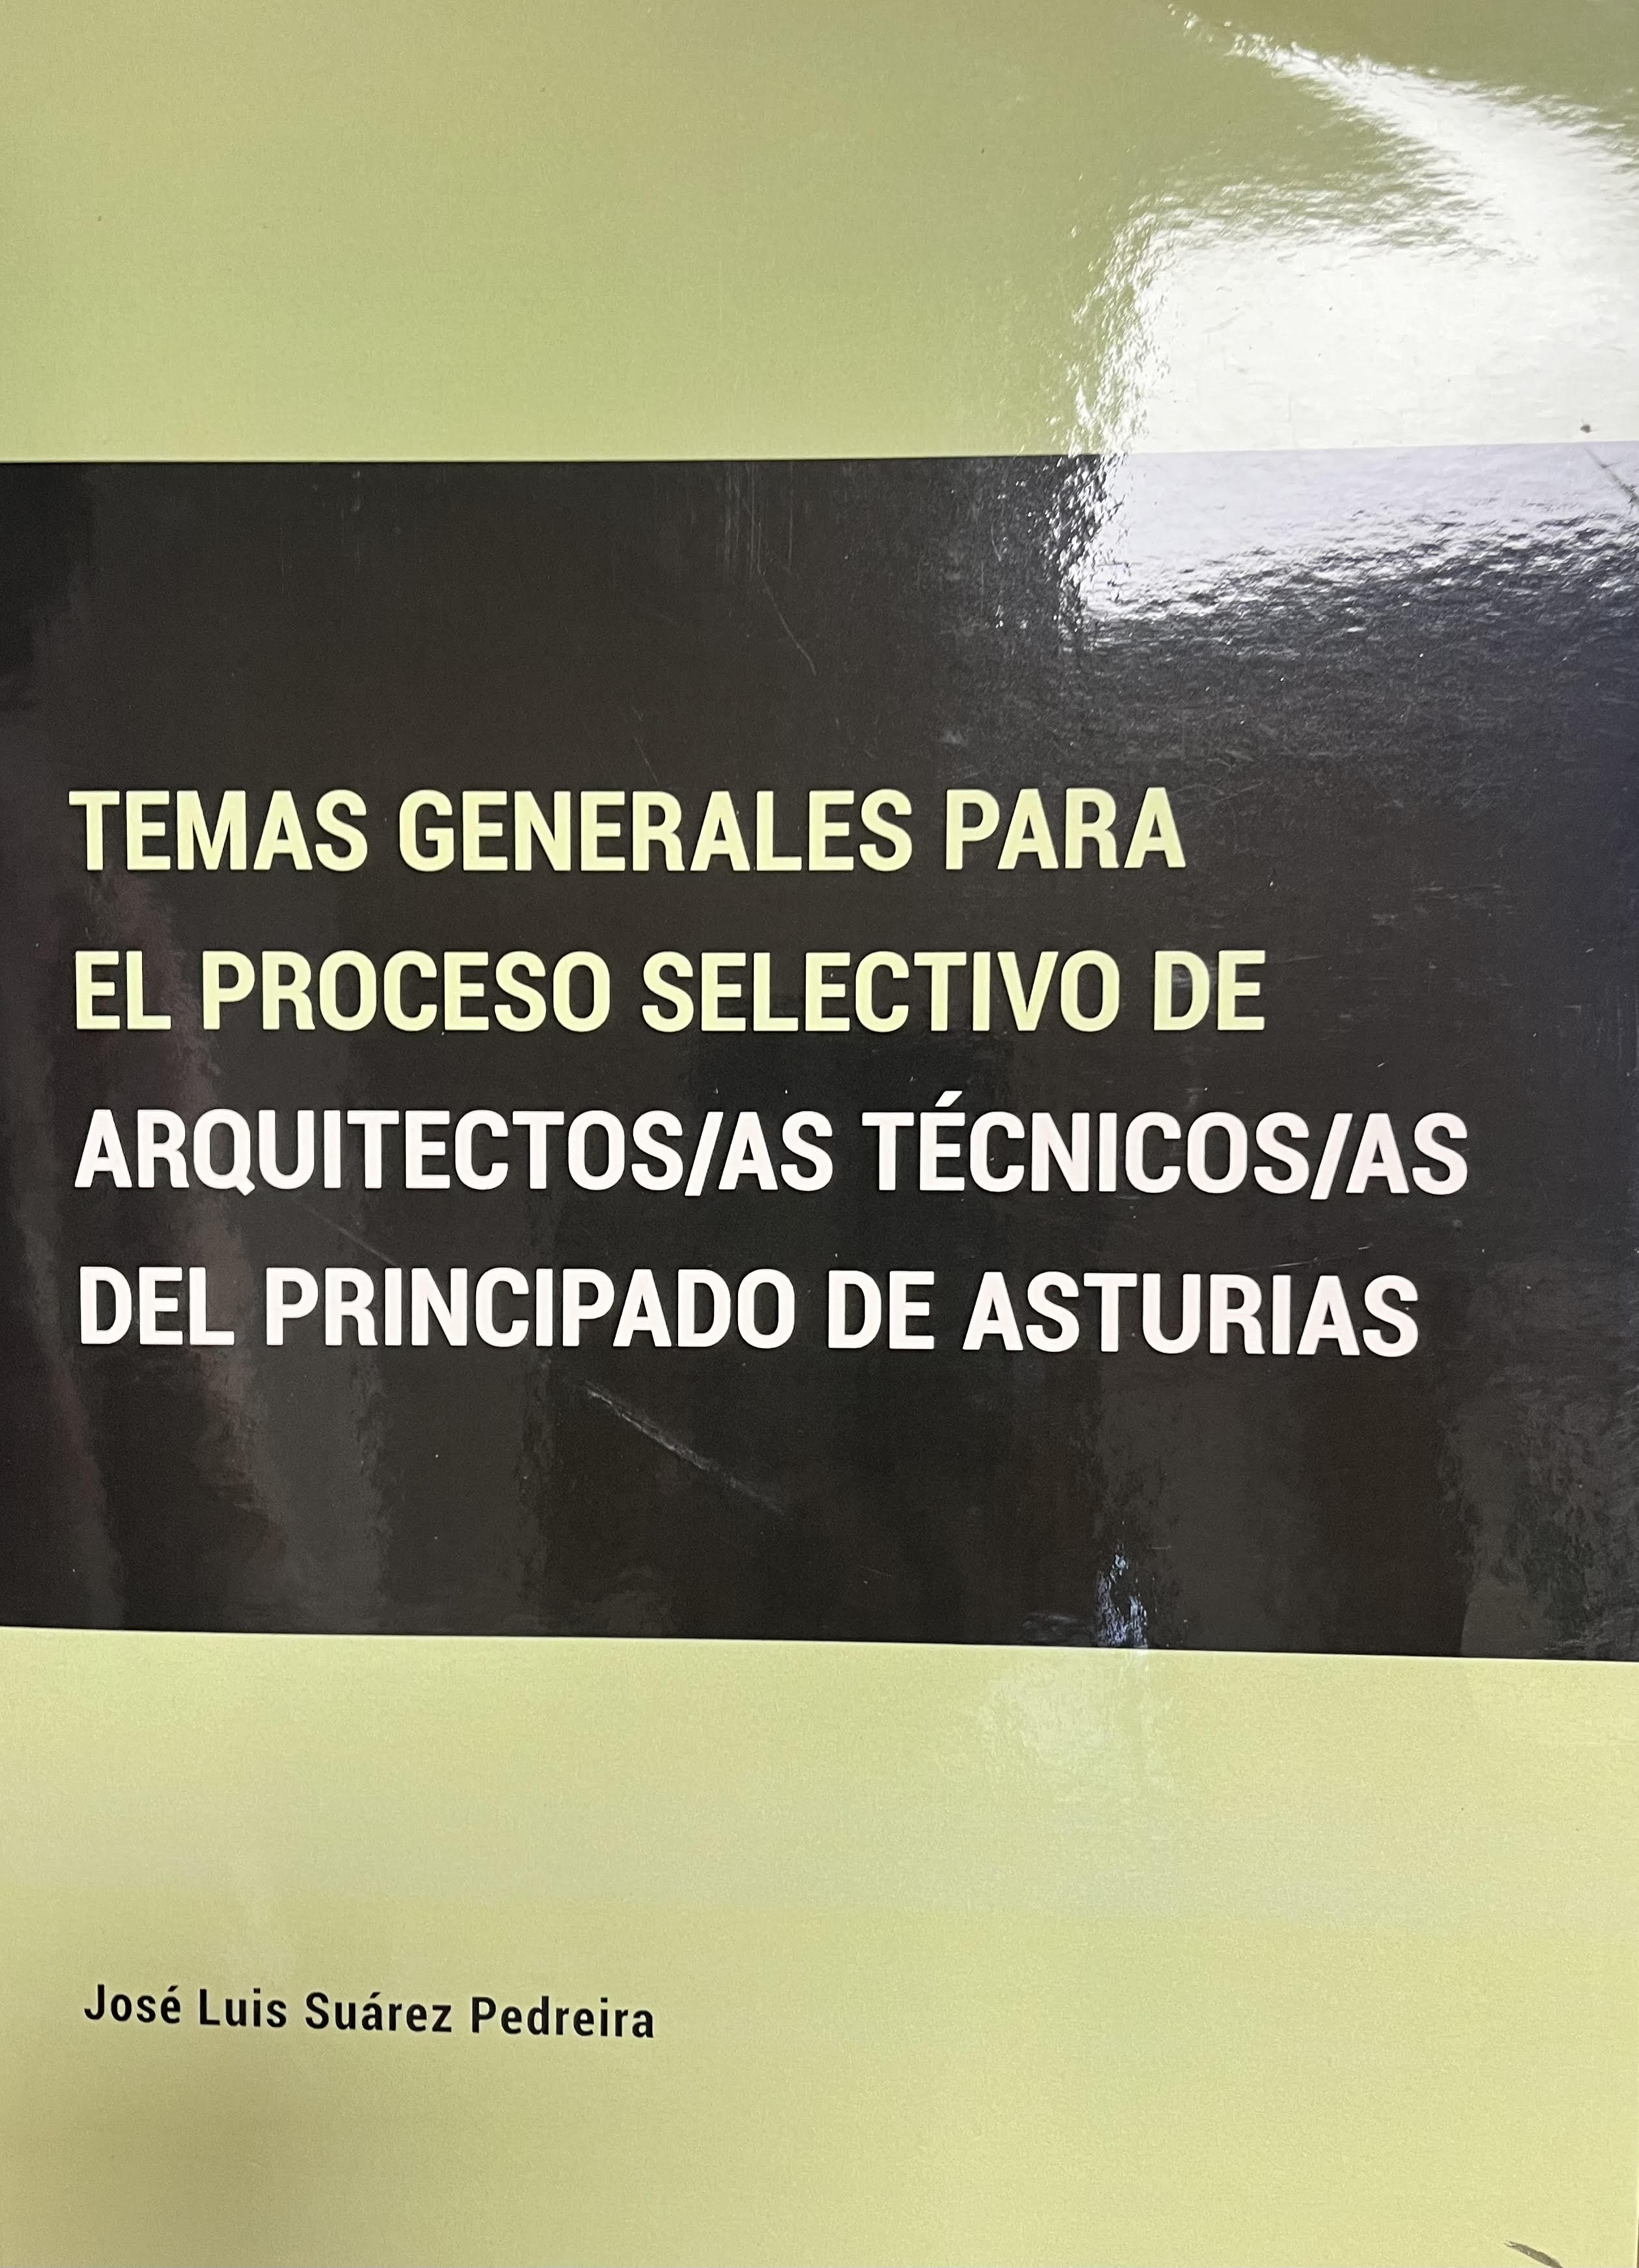 TEMAS GENERALES PARA
EL PROCESO SELECTIVO DE
ARQUITECTOS/AS TÉCNICOS/AS
DEL PRINCIPADO DE ASTURIAS
José Luis Suárez Pedreira